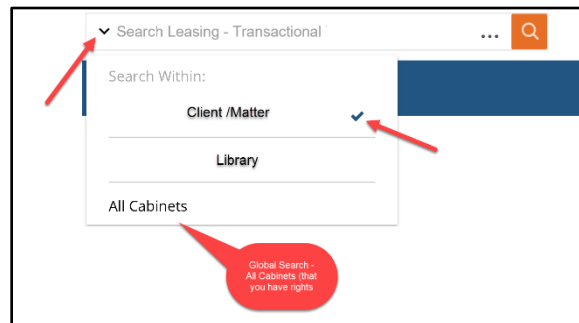 Search Leasing - Transactional
...
Search Within:
Client /Matter
Library
All Cabinets
Global Search -
All Cabinets (that
you have rights